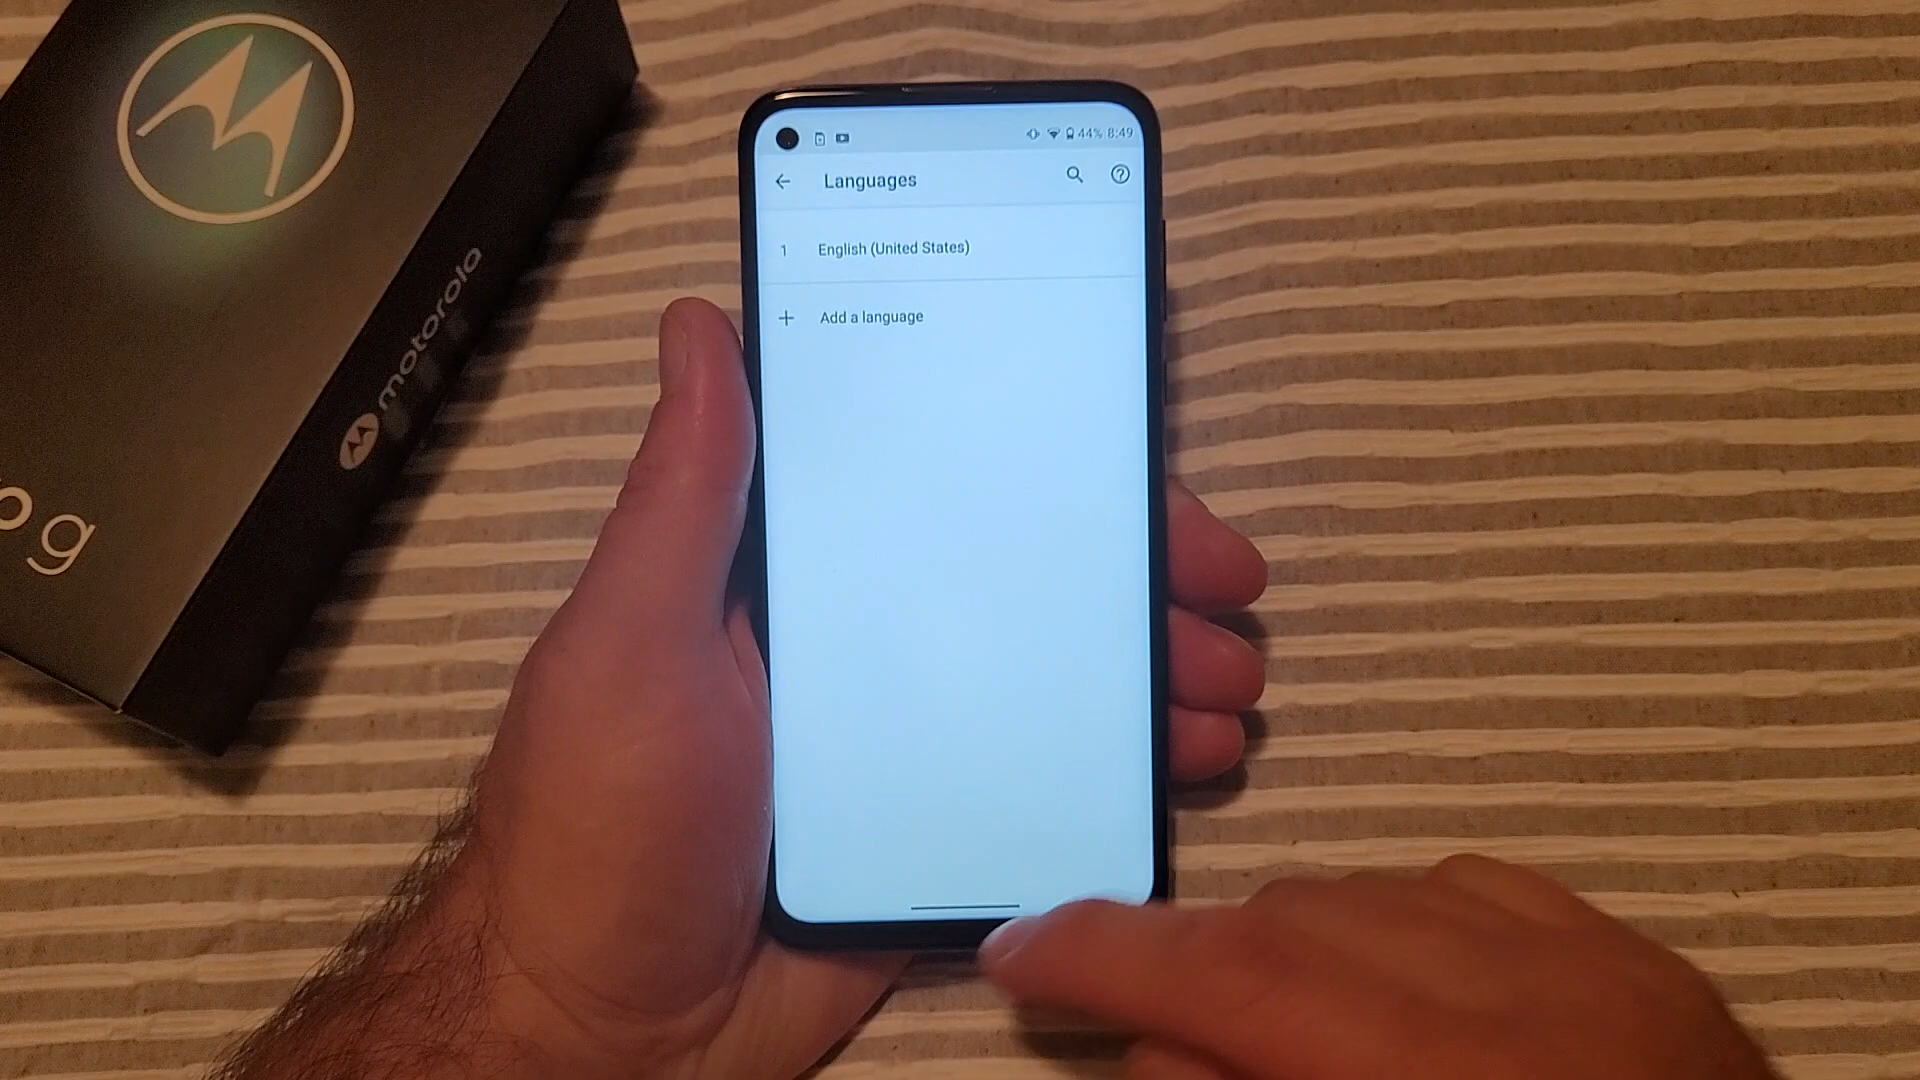 motorola
g
44% 8:49
Languages
1 English (United States)
+ Add a language